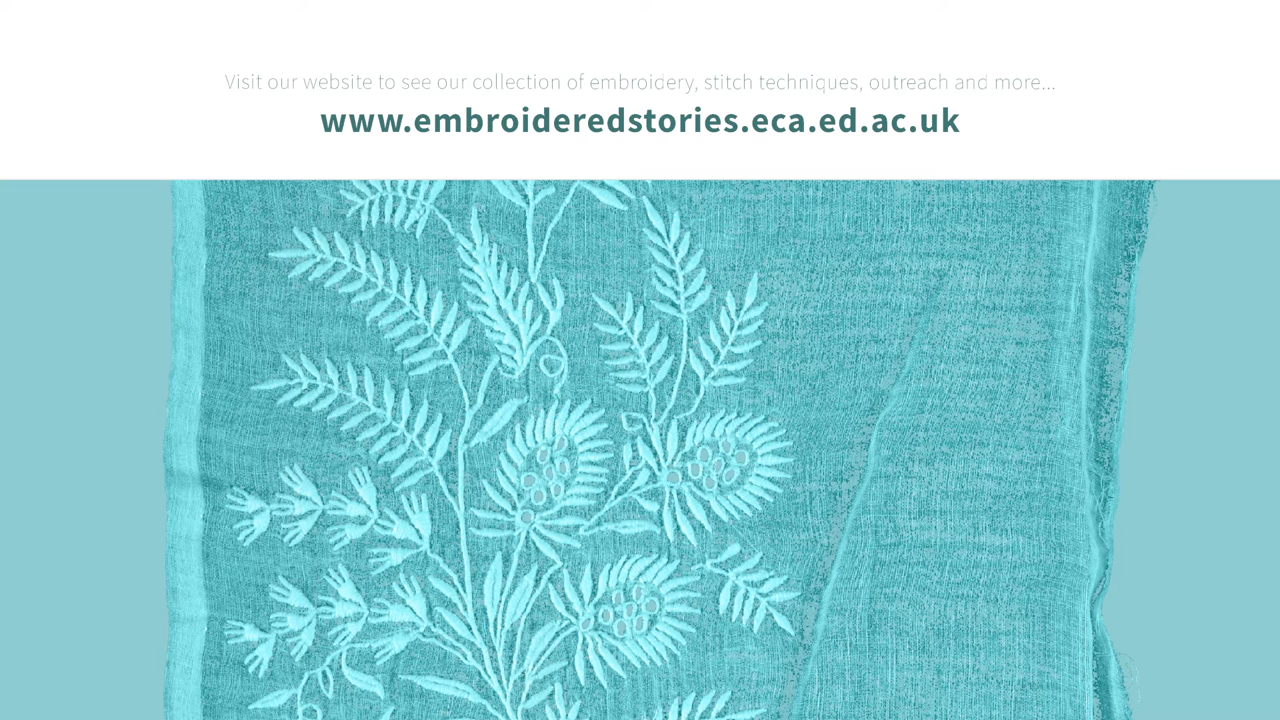 Visit our website to see our collection of embroidery, stitch techniques, outreach and more...
www.embroideredstories.eca.ed.ac.uk